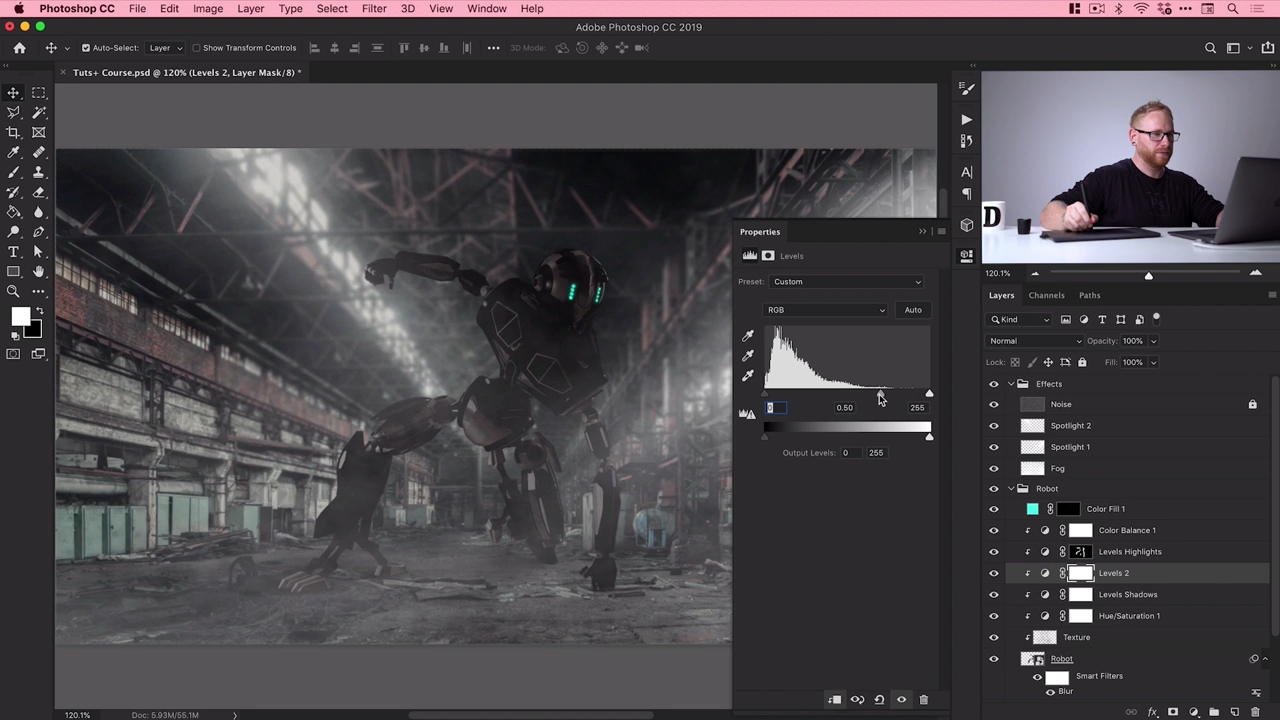 Photoshop CC File Edit Image Layer Type Select Filter 3D View Window Help
Adobe Photoshop CC 2019
Auto-Select: Layer Show Transform Controls 3D Mode:
Tuts+ Course.psd @ 120% (Levels 2, Layer Mask/8) *
D
Properties
Levels
Preset: Custom
RGB Auto
0 0.50 255
Output Levels: 0 255
120.1%
Layers Channels Paths
Kind
Normal Opacity: 100%
Lock: Fill: 100%
Effects
Noise
Spotlight 2
Spotlight 1
Fog
Robot
Color Fill 1
Color Balance 1
Levels Highlights
Levels 2
Levels Shadows
Hue/Saturation 1
Texture
Robot
Smart Filters
Blur
120.1% Doc: 5.93M/55.1M